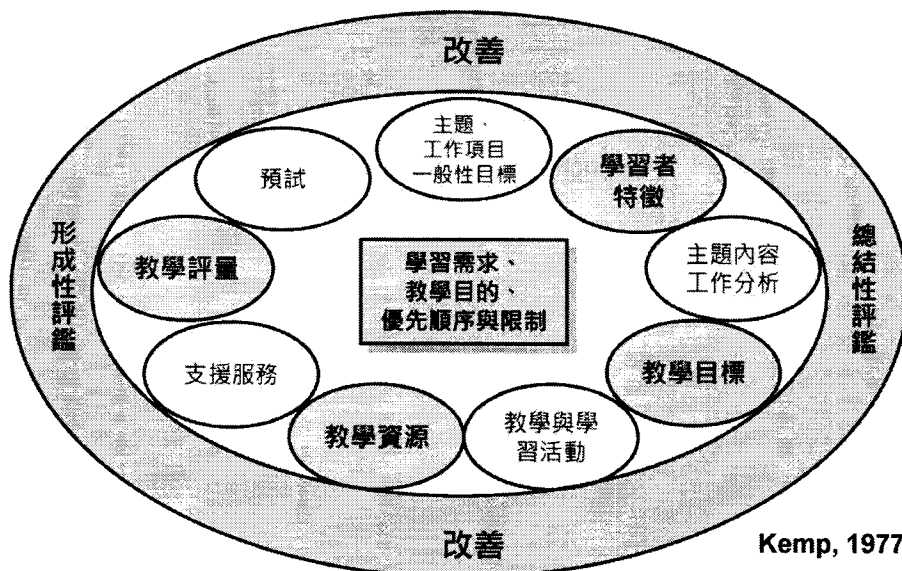 改善
主題、
工作項目
一般性目標
學習者
特徵
主題內容
工作分析
教學目標
教學與學
習活動
教學資源
支援服務
教學評量
預試
學習需求、
教學目的、
優先順序與限制
形成性評鑑
總結性評鑑
改善
Kemp, 1977